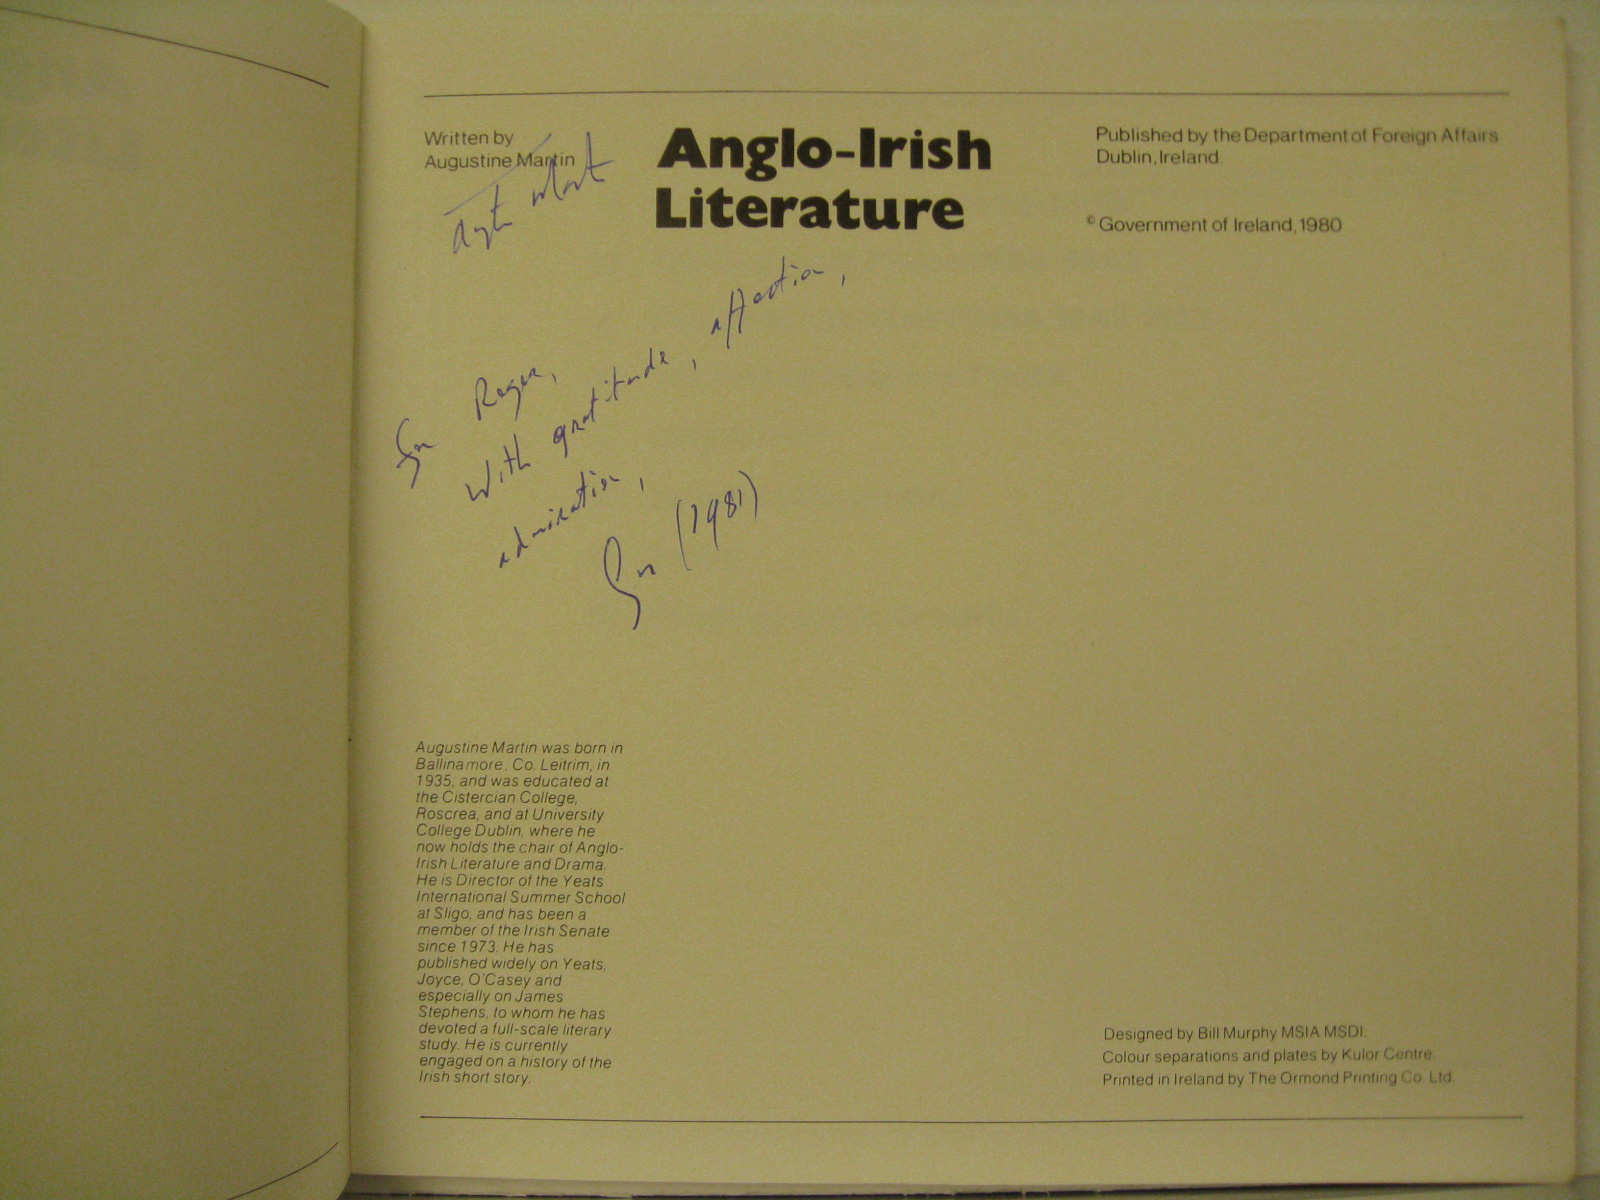 Written by
Augustine Martin
Anglo-Irish
Literature
Published by the Department of Foreign Affairs
Dublin, Ireland.
© Government of Ireland, 1980
For Roger,
With gratitude, affection,
admiration,
Gus (1981)
Augustine Martin was born in
Ballinamore, Co. Leitrim, in
1935, and was educated at
the Cistercian College,
Roscrea, and at University
College Dublin, where he
now holds the chair of Anglo-
Irish Literature and Drama.
He is Director of the Yeats
International Summer School
at Sligo, and has been a
member of the Irish Senate
since 1973. He has
published widely on Yeats,
Joyce, O'Casey and
especially on James
Stephens, to whom he has
devoted a full-scale literary
study. He is currently
engaged on a history of the
Irish short story.
Designed by Bill Murphy MSIA MSDI.
Colour separations and plates by Kulor Centre.
Printed in Ireland by The Ormond Printing Co. Ltd.